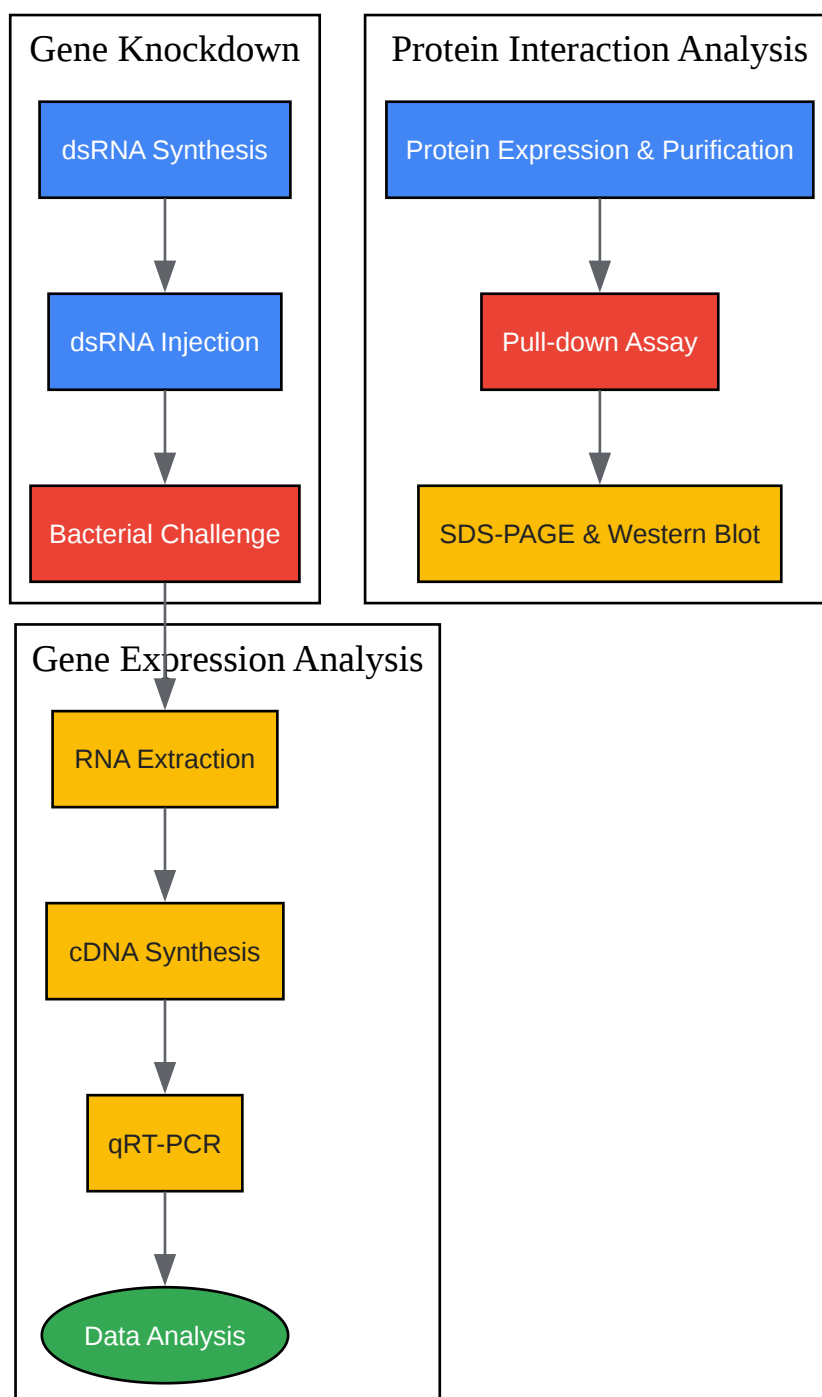 Gene Knockdown
dsRNA Synthesis
dsRNA Injection
Bacterial Challenge
Protein Interaction Analysis
Protein Expression & Purification
Pull-down Assay
SDS-PAGE & Western Blot
Gene Expression Analysis
RNA Extraction
cDNA Synthesis
qRT-PCR
Data Analysis